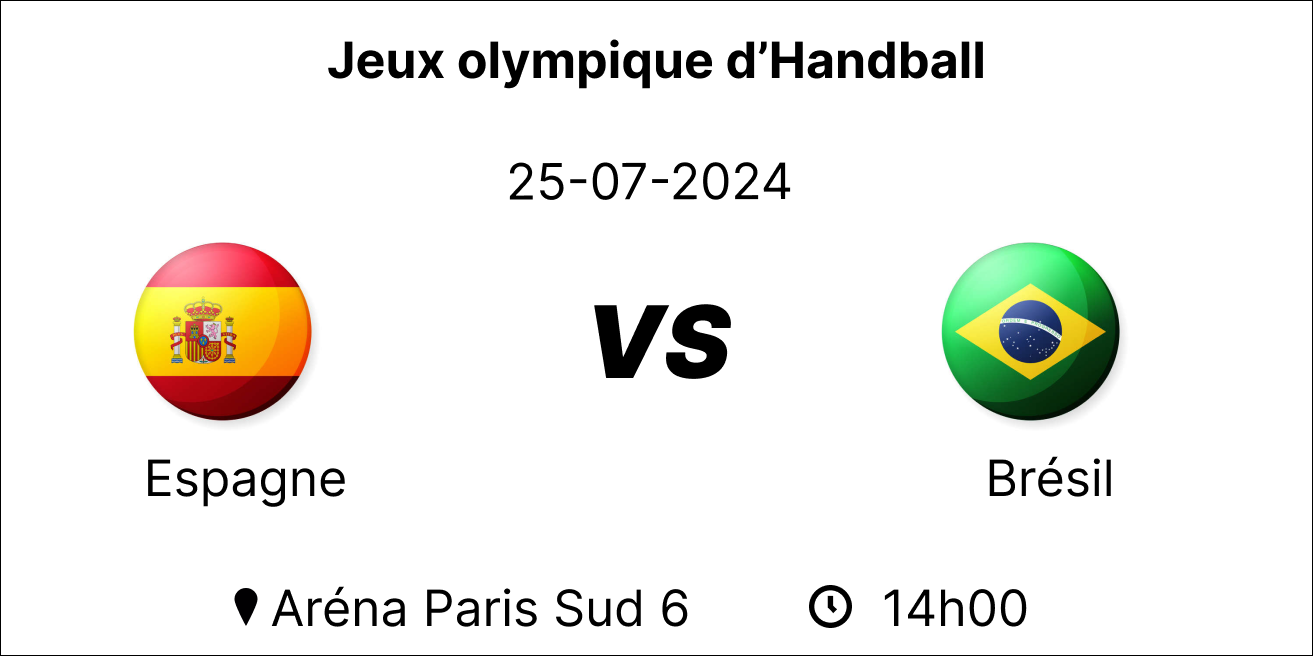 Jeux olympique d’Handball
25-07-2024
VS
Espagne
Brésil
Aréna Paris Sud 6
14h00